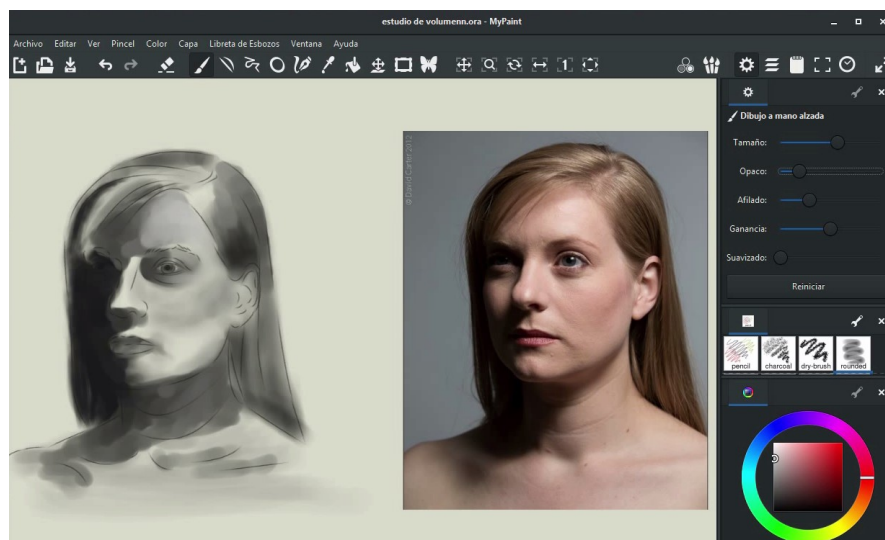 estudio de volumenn.ora - MyPaint
Archivo Editar Ver Pincel Color Capa Libreta de Esbozos Ventana Ayuda
© David Carter 2012
Dibujo a mano alzada
Tamaño:
Opaco:
Afilado:
Ganancia:
Suavizado:
Reiniciar
pencil charcoal dry-brush rounded